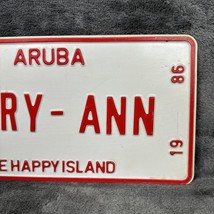 ARUBA
RY-ANN
19 86
E HAPPY ISLAND